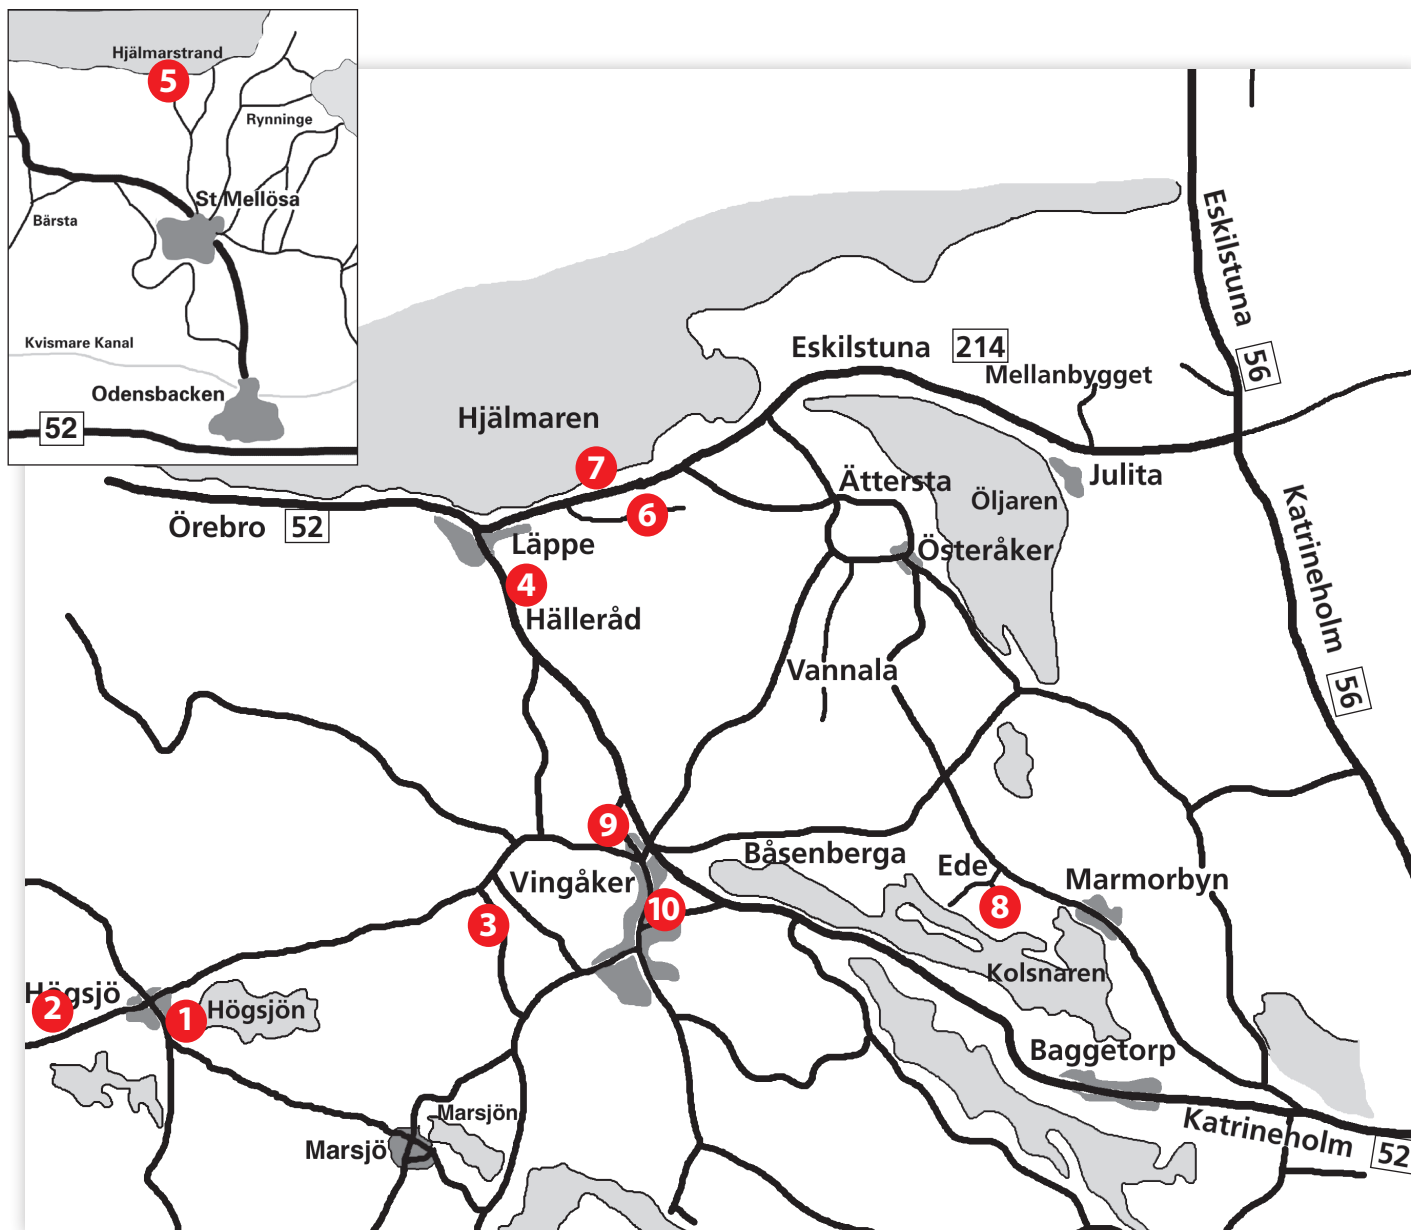 Hjälmarstrand
5
Rynninge
St Mellösa
Bärsta
Kvismare Kanal
Odensbacken
52
Eskilstuna
56
Eskilstuna 214
Mellanbygget
Hjälmaren
7
Ättersta
Julita
Öljaren
6
Örebro 52
Läppe
Österåker
Katrineholm
56
4
Hälleråd
Vannala
9
Båsenberga
Ede
Vingåker
Marmorbyn
8
10
3
Kolsnaren
Högsjö
2
1
Högsjön
Baggetorp
Marsjön
Katrineholm
52
Marsjö